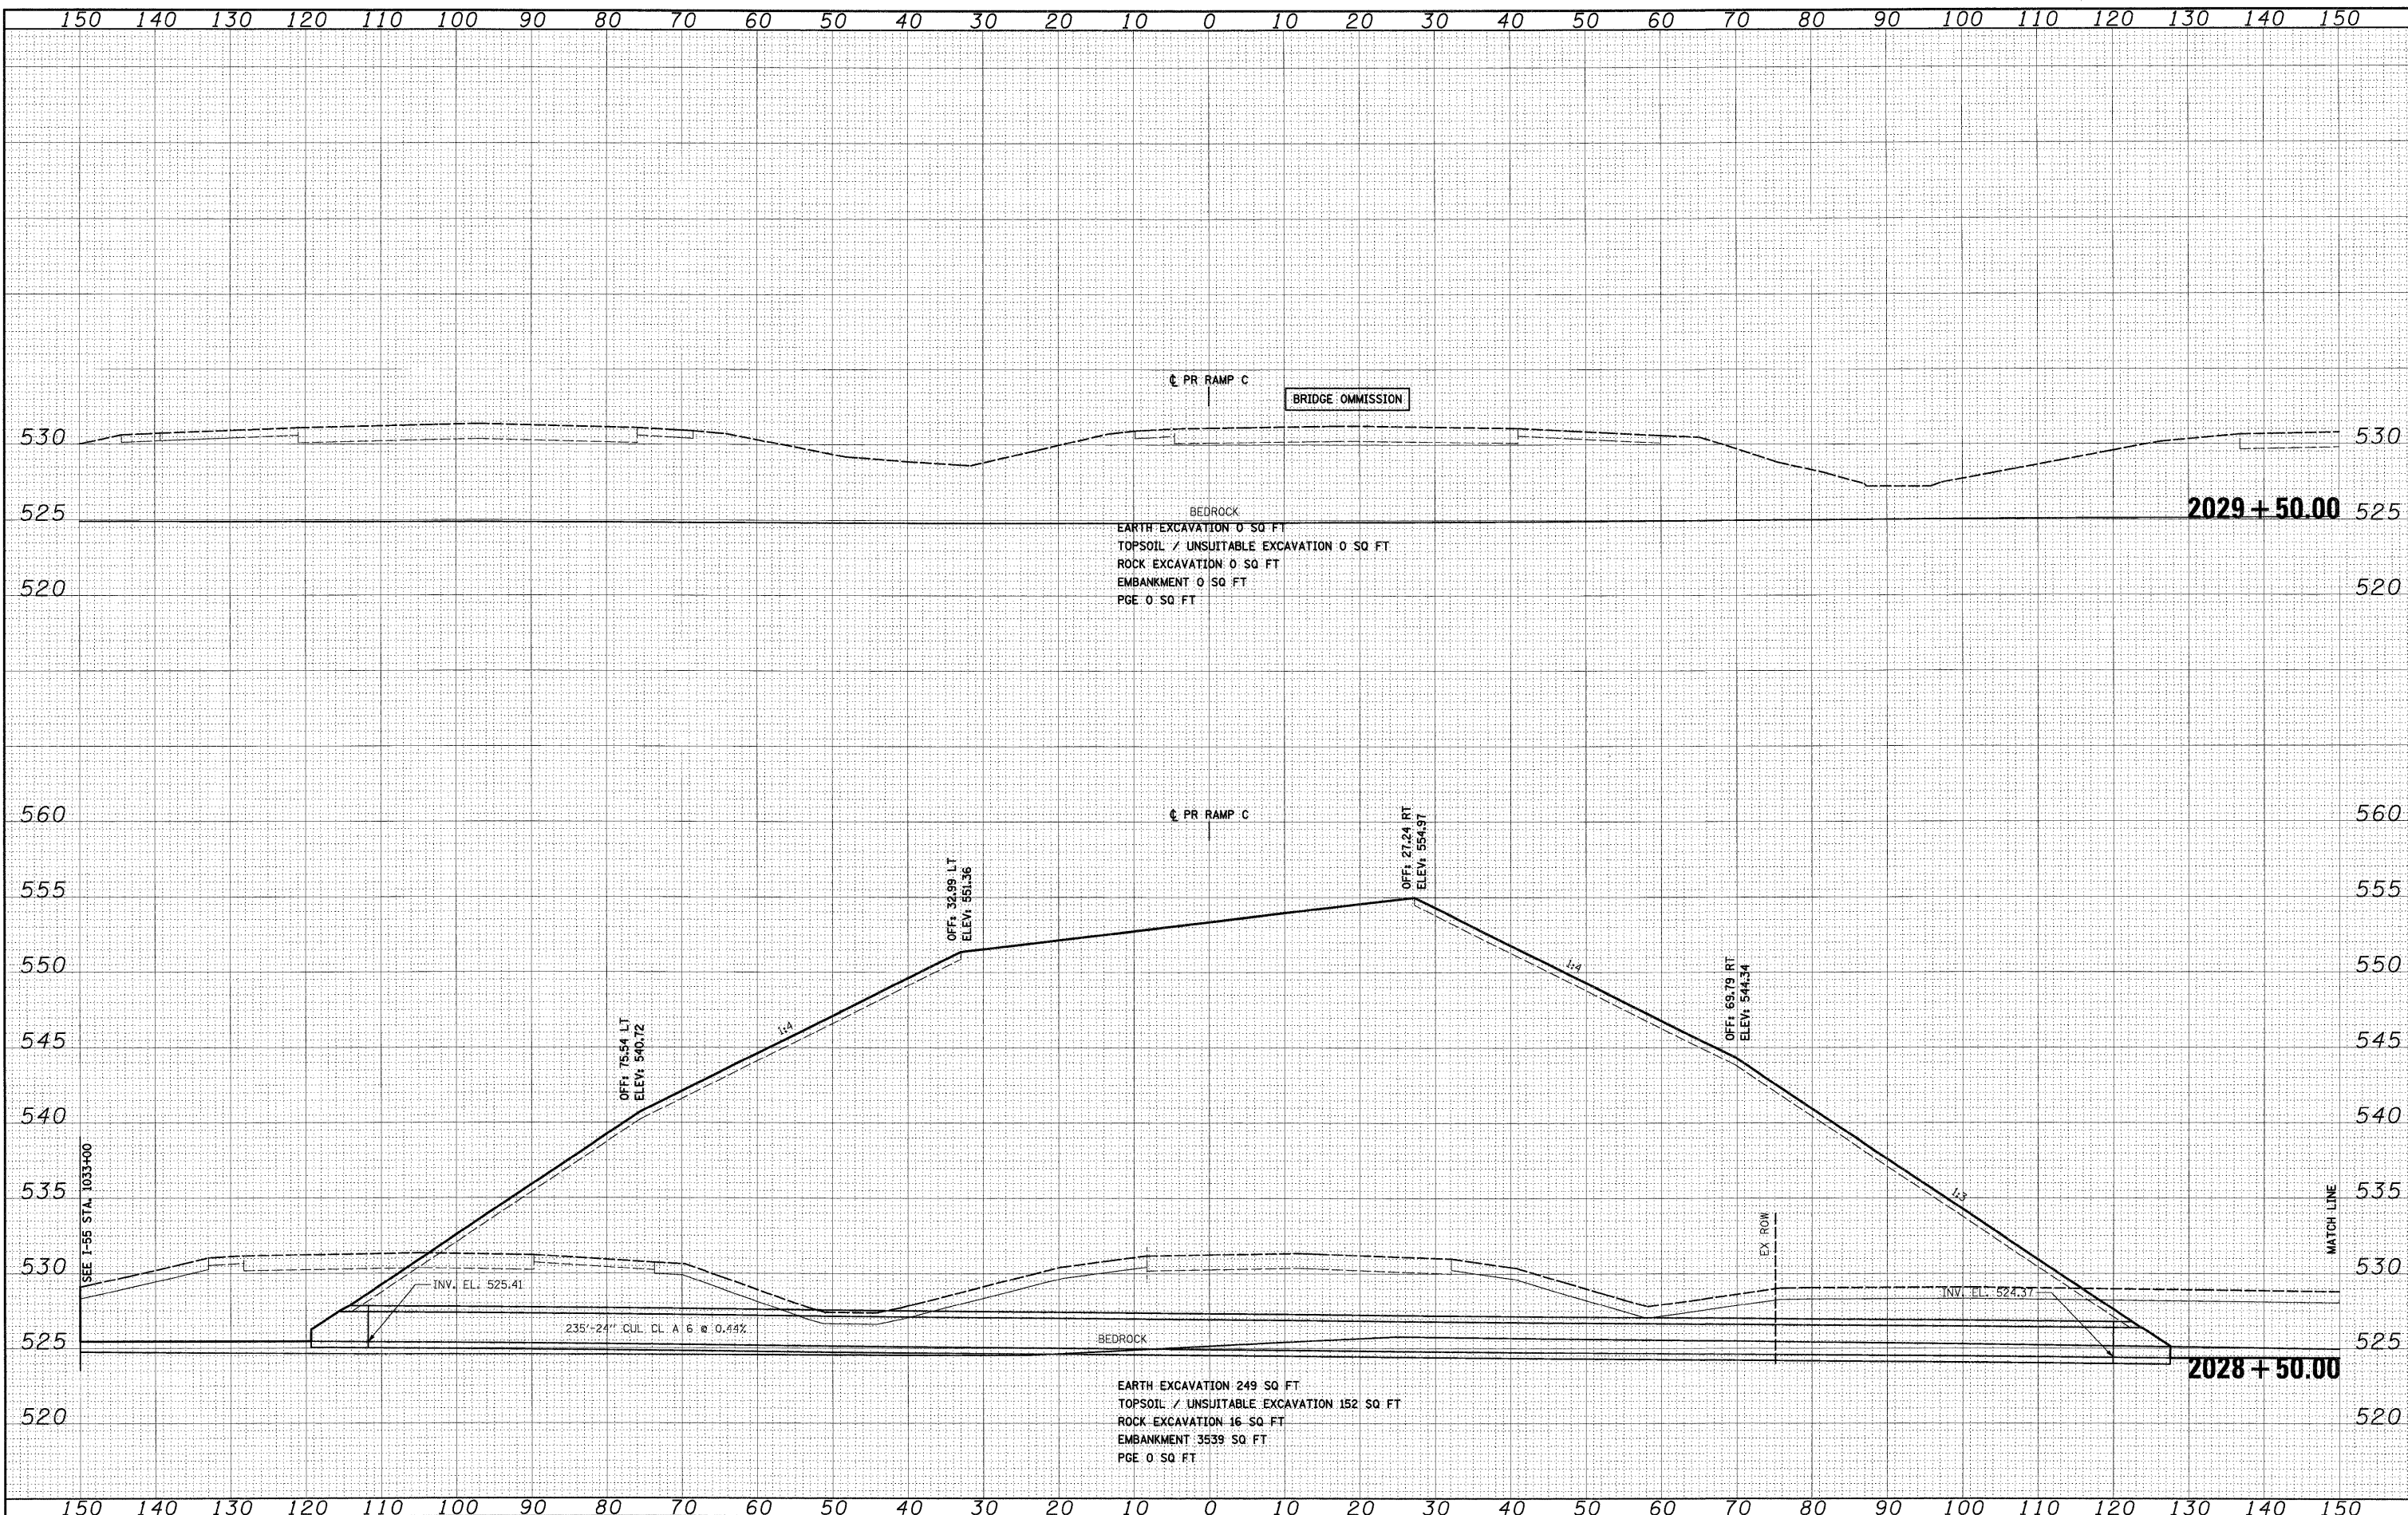 150 140 130 120 110 100 90 80 70 60 50 40 30 20 10 0 10 20 30 40 50 60 70 80 90 100 110 120 130 140 150
℄ PR RAMP C
BRIDGE OMMISSION
530 530
BEDROCK
2029 + 50.00
525 525
EARTH EXCAVATION 0 SQ FT
TOPSOIL / UNSUITABLE EXCAVATION 0 SQ FT
ROCK EXCAVATION 0 SQ FT
EMBANKMENT 0 SQ FT
PGE 0 SQ FT
520 520
560 560
℄ PR RAMP C
OFF: 27.24 RT
ELEV: 554.97
555 555
OFF: 32.99 LT
ELEV: 551.36
550 550
1:4
OFF: 69.79 RT
ELEV: 544.34
1:4
OFF: 75.54 LT
ELEV: 540.72
545 545
540 540
SEE I-55 STA. 1033+00
535 535
1:3
EX ROW
MATCH LINE
530 530
INV. EL. 525.41
INV. EL. 524.37
235'-24" CUL CL A 6 @ 0.44%
BEDROCK
525 525
2028 + 50.00
EARTH EXCAVATION 249 SQ FT
TOPSOIL / UNSUITABLE EXCAVATION 152 SQ FT
ROCK EXCAVATION 16 SQ FT
EMBANKMENT 3539 SQ FT
PGE 0 SQ FT
520 520
150 140 130 120 110 100 90 80 70 60 50 40 30 20 10 0 10 20 30 40 50 60 70 80 90 100 110 120 130 140 150